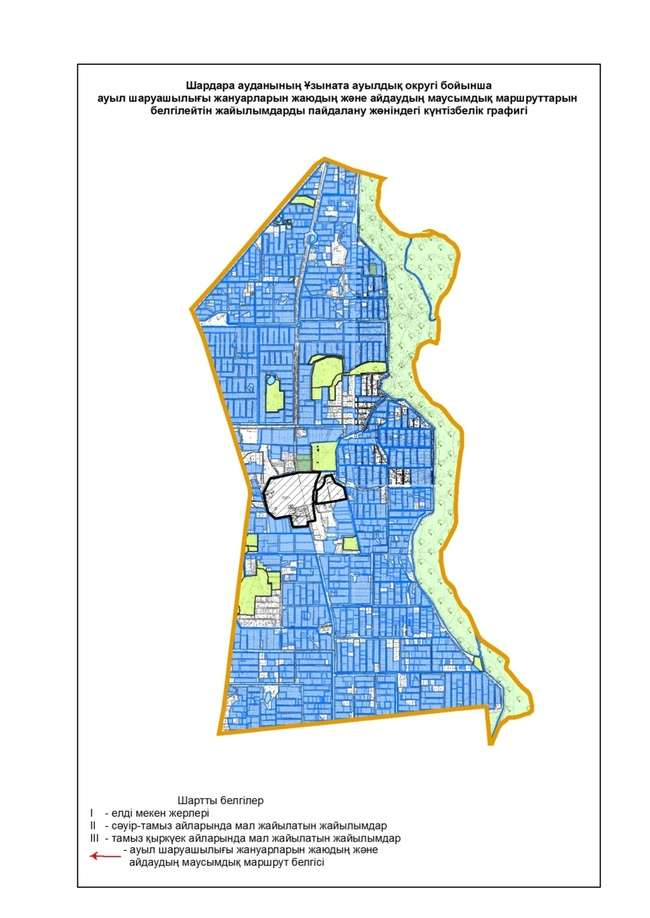 Шардара ауданының Ұзыната ауылдық округі бойынша
ауыл шаруашылығы жануарларын жаюдың және айдаудың маусымдық маршруттарын
белгілейтін жайылымдарды пайдалану жөніндегі күнтізбелік графигі
Шартты белгілер
I - елді мекен жерлері
II - сәуір-тамыз айларында мал жайылатын жайылымдар
III - тамыз қыркүек айларында мал жайылатын жайылымдар
- ауыл шаруашылығы жануарларын жаюдың және
айдаудың маусымдық маршрут белгісі